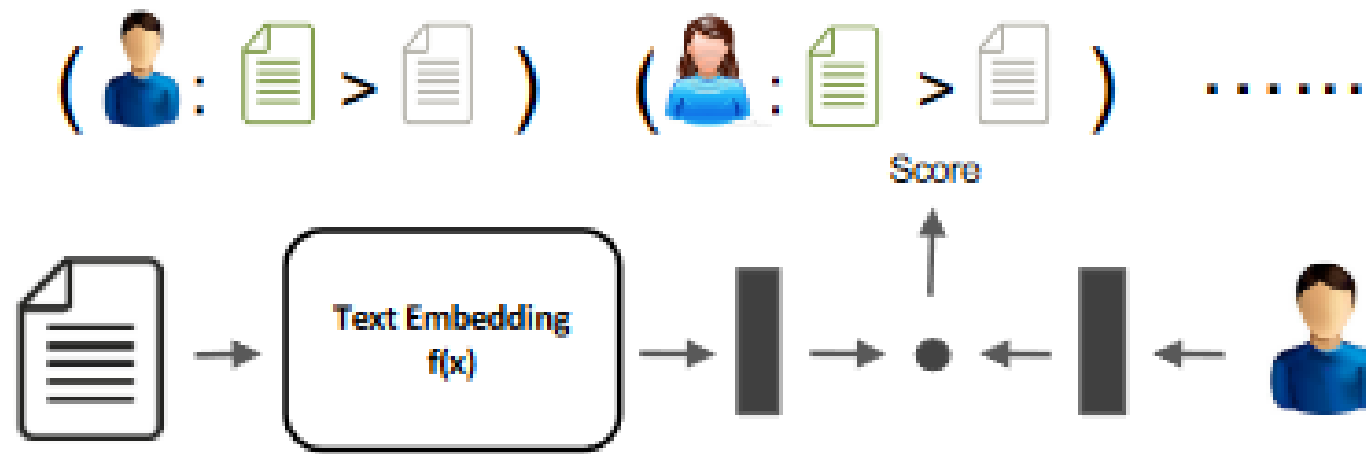 ( : > ) ( : > ) ......
Score
Text Embedding
f(x)